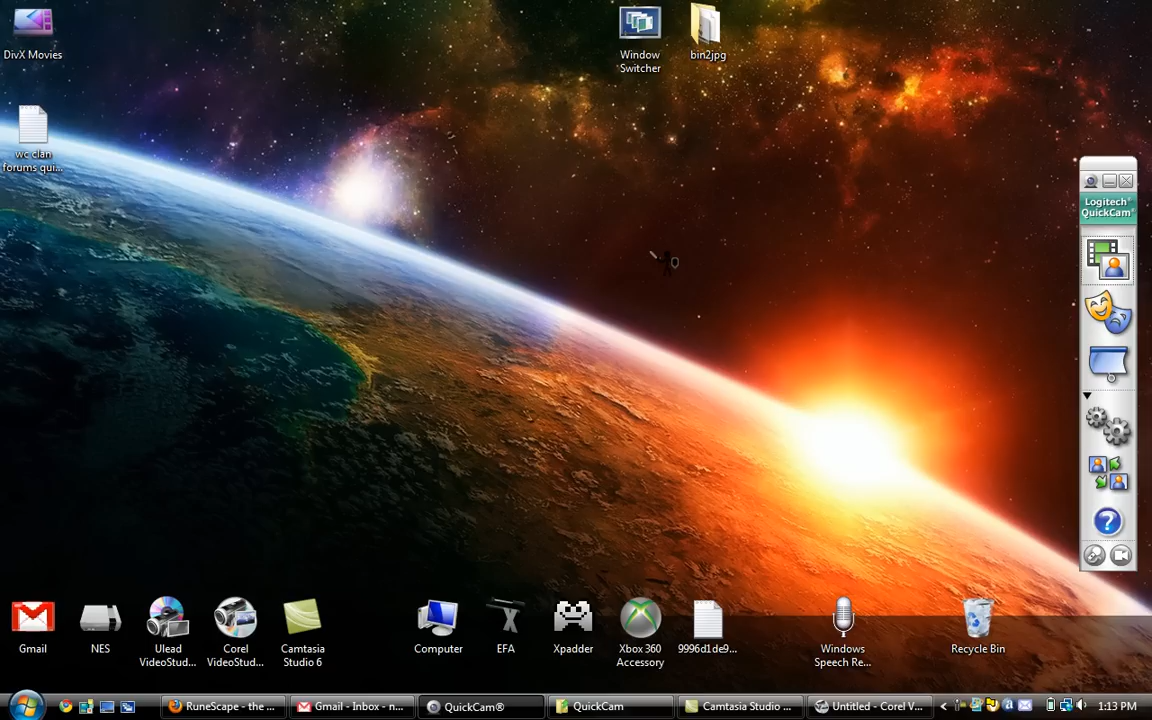 DivX Movies
Window
Switcher
bin2jpg
wc clan
forums qui...
Logitech®
QuickCam®
Gmail
NES
Ulead
VideoStud...
Corel
VideoStud...
Camtasia
Studio 6
Computer
EFA
Xpadder
Xbox 360
Accessory
9996d1de9...
Windows
Speech Re...
Recycle Bin
RuneScape - the ...
Gmail - Inbox - n...
QuickCam®
QuickCam
Camtasia Studio ...
Untitled - Corel V...
1:13 PM